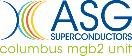 ASG
SUPERCONDUCTORS
columbus mgb2 unit